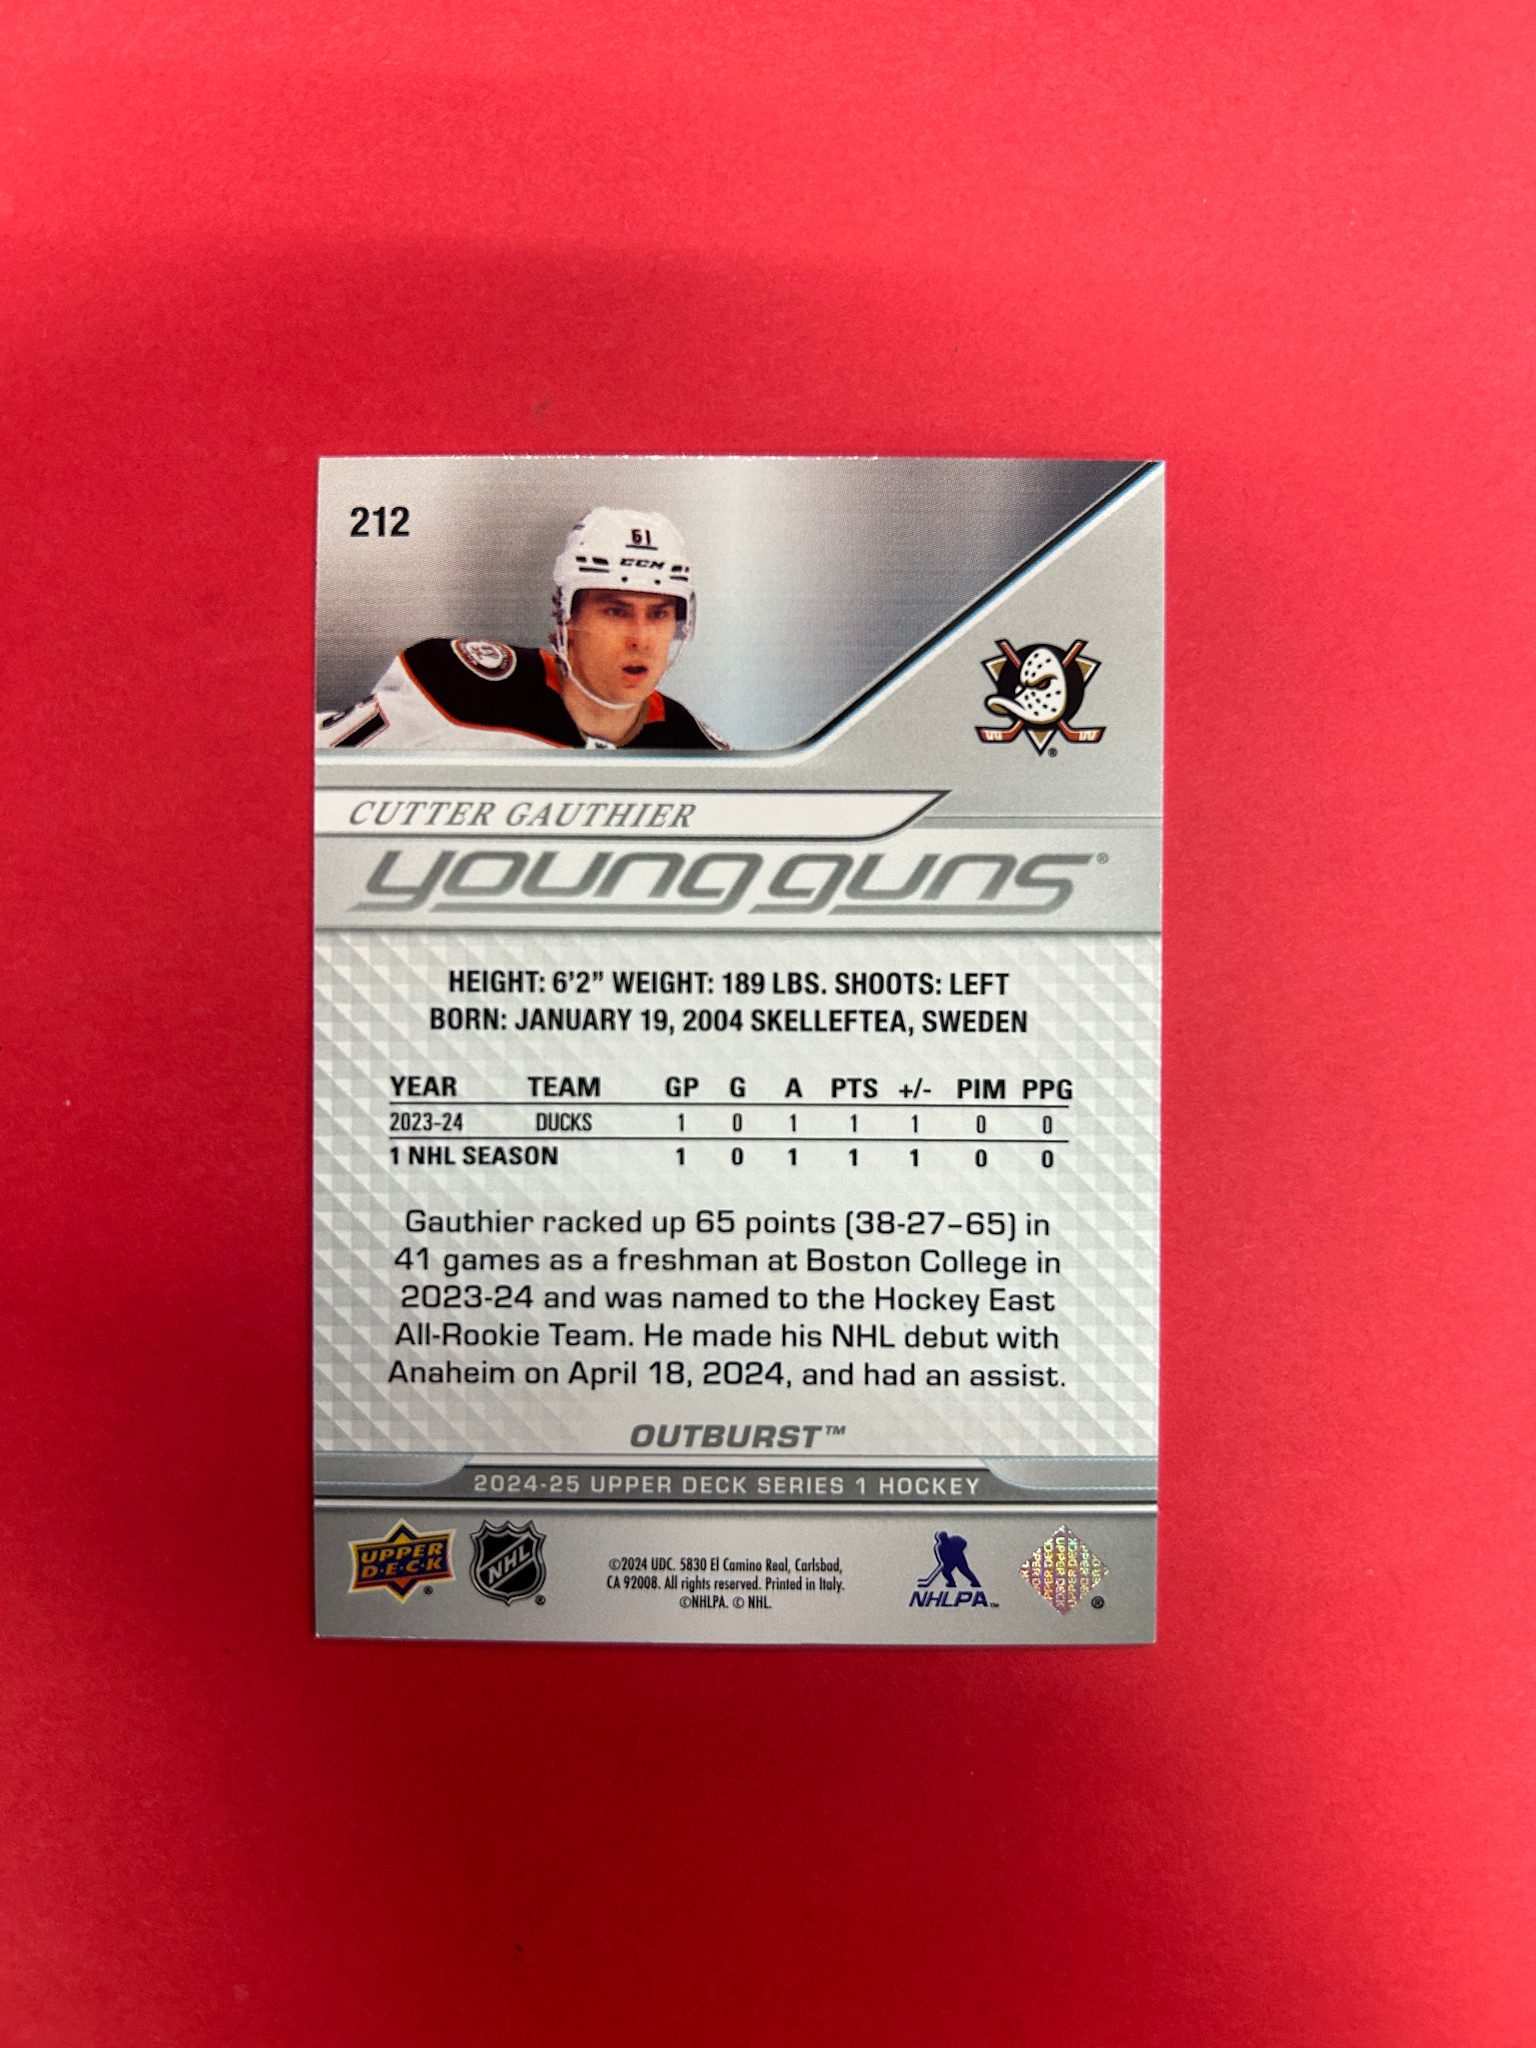 212
61
CCM
CUTTER GAUTHIER
young guns®
HEIGHT: 6'2” WEIGHT: 189 LBS. SHOOTS: LEFT
BORN: JANUARY 19, 2004 SKELLEFTEA, SWEDEN
YEAR TEAM GP G A PTS +/- PIM PPG
2023-24 DUCKS 1 0 1 1 1 0 0
1 NHL SEASON 1 0 1 1 1 0 0
Gauthier racked up 65 points (38-27–65) in
41 games as a freshman at Boston College in
2023-24 and was named to the Hockey East
All-Rookie Team. He made his NHL debut with
Anaheim on April 18, 2024, and had an assist.
OUTBURST™
2024-25 UPPER DECK SERIES 1 HOCKEY
UPPER
D·E·C·K
®
NHL
®
©2024 UDC. 5830 El Camino Real, Carlsbad,
CA 92008. All rights reserved. Printed in Italy.
©NHLPA. © NHL.
NHLPA™
UPPER DECK
®